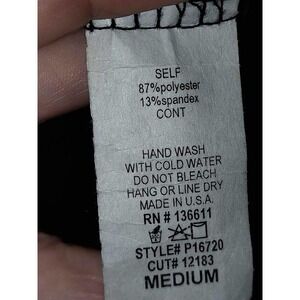 SELF
87%polyester
13%spandex
CONT
HAND WASH
WITH COLD WATER
DO NOT BLEACH
HANG OR LINE DRY
MADE IN U.S.A.
RN # 136611
STYLE# P16720
CUT# 12183
MEDIUM